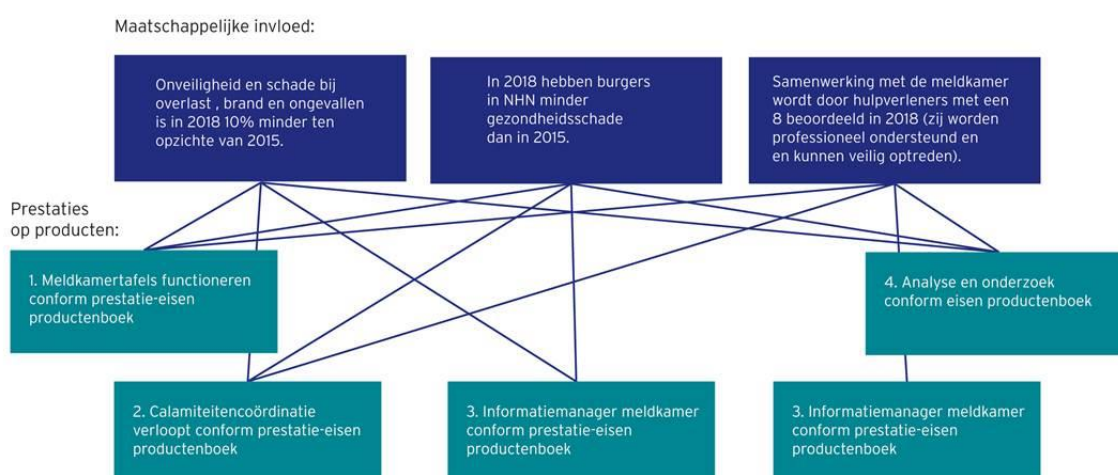 Maatschappelijke invloed:
Onveiligheid en schade bij
overlast , brand en ongevallen
is in 2018 10% minder ten
opzichte van 2015.
In 2018 hebben burgers
in NHN minder
gezondheidsschade
dan in 2015.
Samenwerking met de meldkamer
wordt door hulpverleners met een
8 beoordeeld in 2018 (zij worden
professioneel ondersteund en
en kunnen veilig optreden).
Prestaties
op producten:
1. Meldkamertafels functioneren
conform prestatie-eisen
productenboek
4. Analyse en onderzoek
conform eisen productenboek
2. Calamiteitencoördinatie
verloopt conform prestatie-eisen
productenboek
3. Informatiemanager meldkamer
conform prestatie-eisen
productenboek
3. Informatiemanager meldkamer
conform prestatie-eisen
productenboek